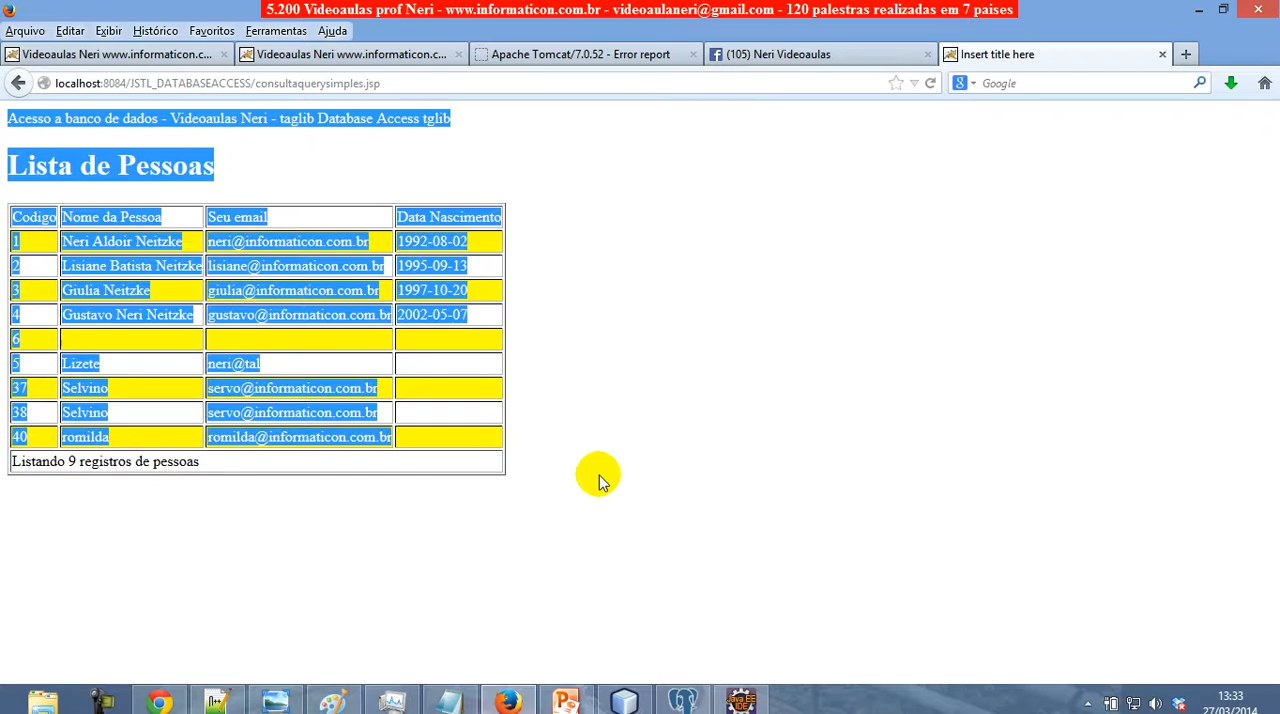 5.200 Videoaulas prof Neri - www.informaticon.com.br - videoaulaneri@gmail.com - 120 palestras realizadas em 7 paises
Arquivo Editar Exibir Histórico Favoritos Ferramentas Ajuda
Videoaulas Neri www.informaticon.c... Videoaulas Neri www.informaticon.c... Apache Tomcat/7.0.52 - Error report (105) Neri Videoaulas Insert title here
localhost:8084/JSTL_DATABASEACCESS/consultaquerysimples.jsp Google
Acesso a banco de dados - Videoaulas Neri - taglib Database Access tglib
Lista de Pessoas
Codigo Nome da Pessoa Seu email Data Nascimento
1 Neri Aldoir Neitzke neri@informaticon.com.br 1992-08-02
2 Lisiane Batista Neitzke lisiane@informaticon.com.br 1995-09-13
3 Giulia Neitzke giulia@informaticon.com.br 1997-10-20
4 Gustavo Neri Neitzke gustavo@informaticon.com.br 2002-05-07
6
5 Lizete neri@tal
37 Selvino servo@informaticon.com.br
38 Selvino servo@informaticon.com.br
40 romilda romilda@informaticon.com.br
Listando 9 registros de pessoas
13:33
27/03/2014